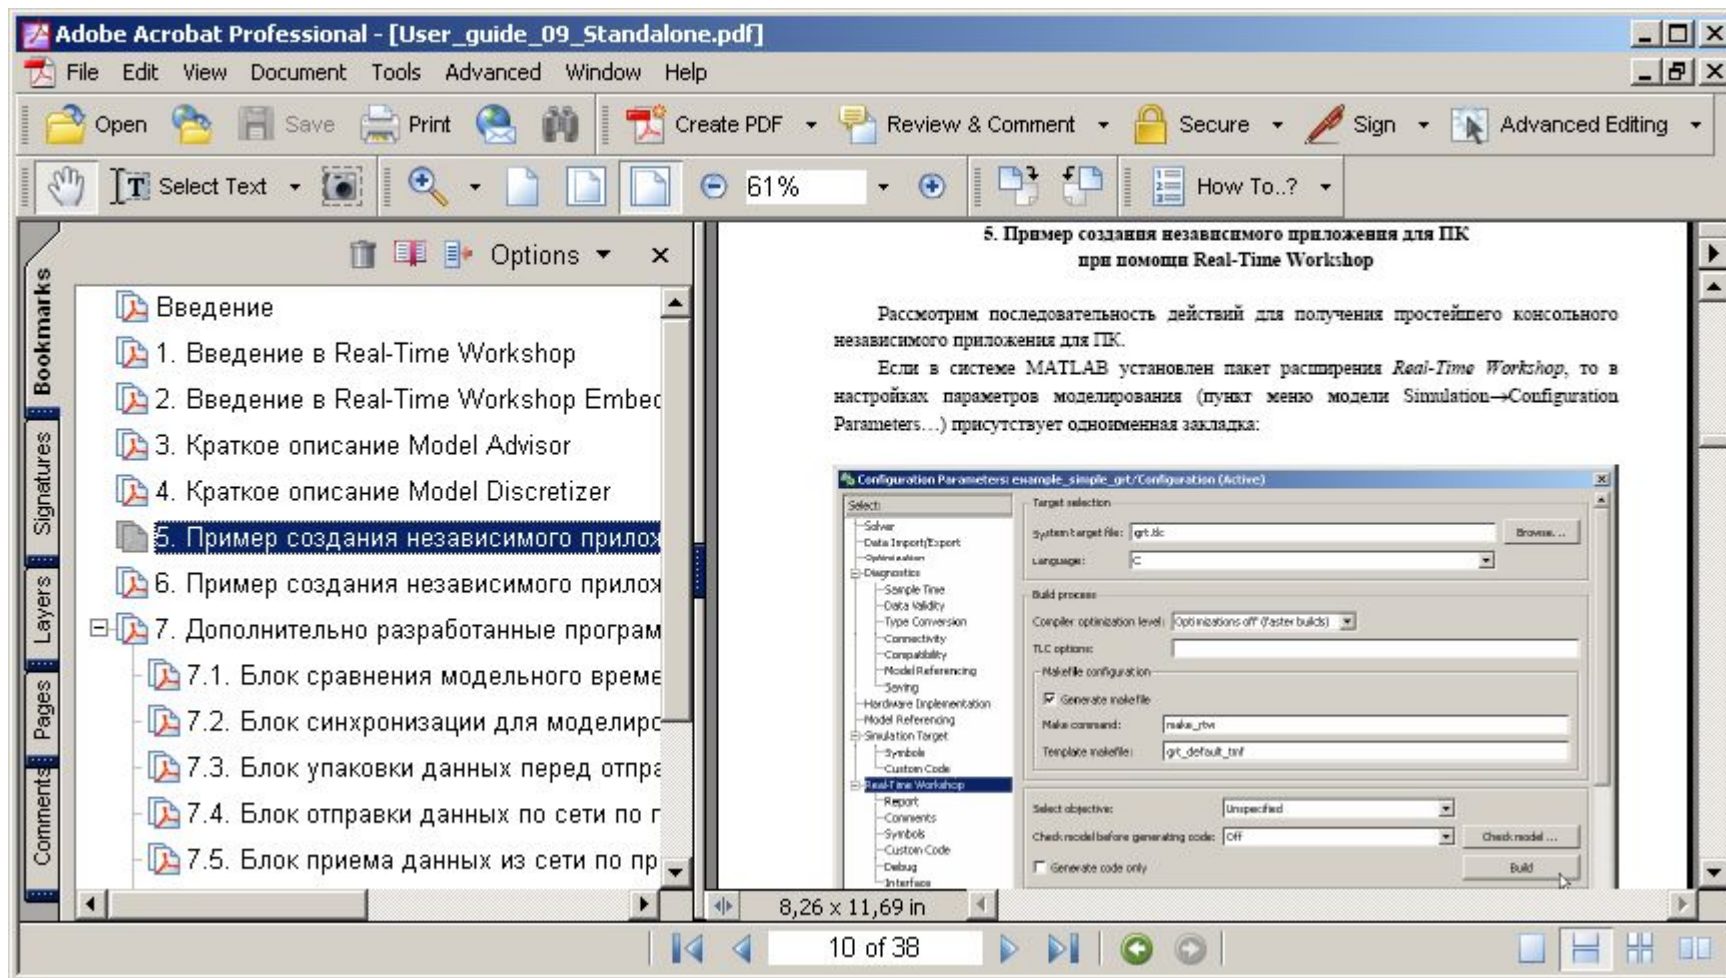 Adobe Acrobat Professional - [User_guide_09_Standalone.pdf]
File Edit View Document Tools Advanced Window Help
Open Save Print Create PDF Review & Comment Secure Sign Advanced Editing
Select Text 61% How To..?
Options
Bookmarks
Signatures
Layers
Pages
Comments
Введение
1. Введение в Real-Time Workshop
2. Введение в Real-Time Workshop Embec
3. Краткое описание Model Advisor
4. Краткое описание Model Discretizer
5. Пример создания независимого прилож
6. Пример создания независимого прилож
7. Дополнительно разработанные програм
7.1. Блок сравнения модельного време
7.2. Блок синхронизации для моделиро
7.3. Блок упаковки данных перед отпра
7.4. Блок отправки данных по сети по п
7.5. Блок приема данных из сети по пр
5. Пример создания независимого приложения для ПК
при помощи Real-Time Workshop
Рассмотрим последовательность действий для получения простейшего консольного
независимого приложения для ПК.
Если в системе MATLAB установлен пакет расширения Real-Time Workshop, то в
настройках параметров моделирования (пункт меню модели Simulation→Configuration
Parameters…) присутствует одноименная закладка:
Configuration Parameters: example_simple_grt/Configuration (Active)
Select:
Solver
Data Import/Export
Optimization
Diagnostics
Sample Time
Data Validity
Type Conversion
Connectivity
Compatibility
Model Referencing
Saving
Hardware Implementation
Model Referencing
Simulation Target
Symbols
Custom Code
Real-Time Workshop
Report
Comments
Symbols
Custom Code
Debug
Interface
Target selection
System target file: grt.tlc Browse...
Language: C
Build process
Compiler optimization level: Optimizations off (faster builds)
TLC options:
Makefile configuration
Generate makefile
Make command: make_rtw
Template makefile: grt_default_tmf
Select objective: Unspecified
Check model before generating code: Off Check model ...
Generate code only Build
8,26 x 11,69 in
10 of 38